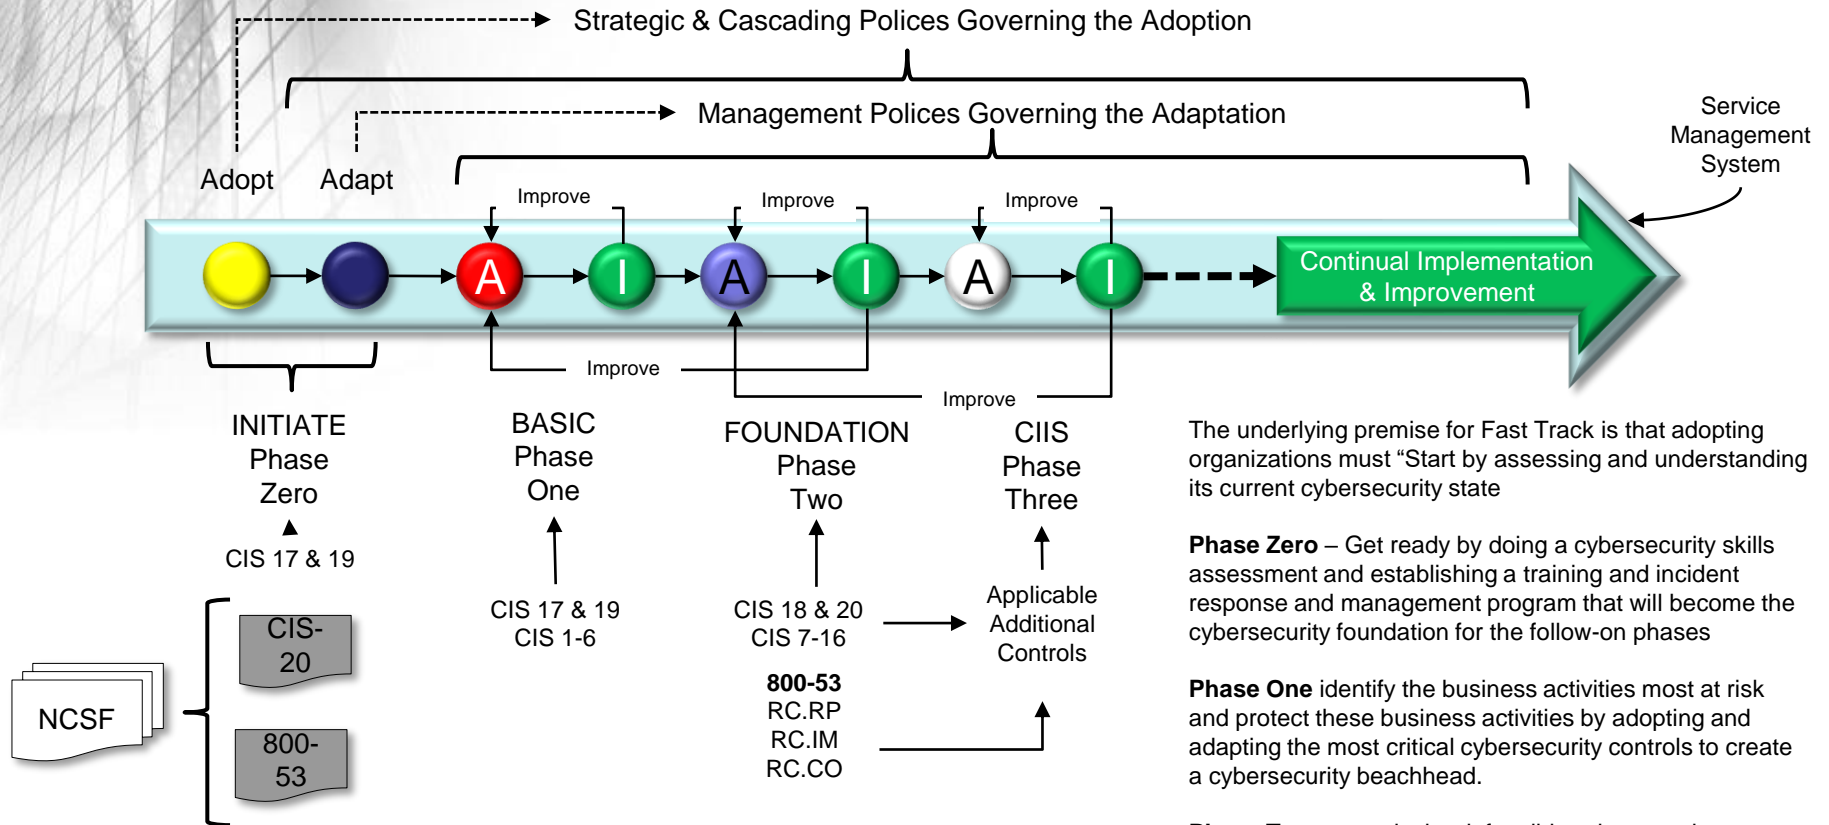 Strategic & Cascading Polices Governing the Adoption
Management Polices Governing the Adaptation
Service
Management
System
Adopt
Adapt
Improve
Improve
Improve
A
I
A
I
A
I
Continual Implementation
& Improvement
Improve
Improve
INITIATE
Phase
Zero
CIS 17 & 19
BASIC
Phase
One
CIS 17 & 19
CIS 1-6
FOUNDATION
Phase
Two
CIS 18 & 20
CIS 7-16
800-53
RC.RP
RC.IM
RC.CO
CIIS
Phase
Three
Applicable
Additional
Controls
NCSF
CIS-
20
800-
53
The underlying premise for Fast Track is that adopting
organizations must “Start by assessing and understanding
its current cybersecurity state
Phase Zero – Get ready by doing a cybersecurity skills
assessment and establishing a training and incident
response and management program that will become the
cybersecurity foundation for the follow-on phases
Phase One identify the business activities most at risk
and protect these business activities by adopting and
adapting the most critical cybersecurity controls to create
a cybersecurity beachhead.